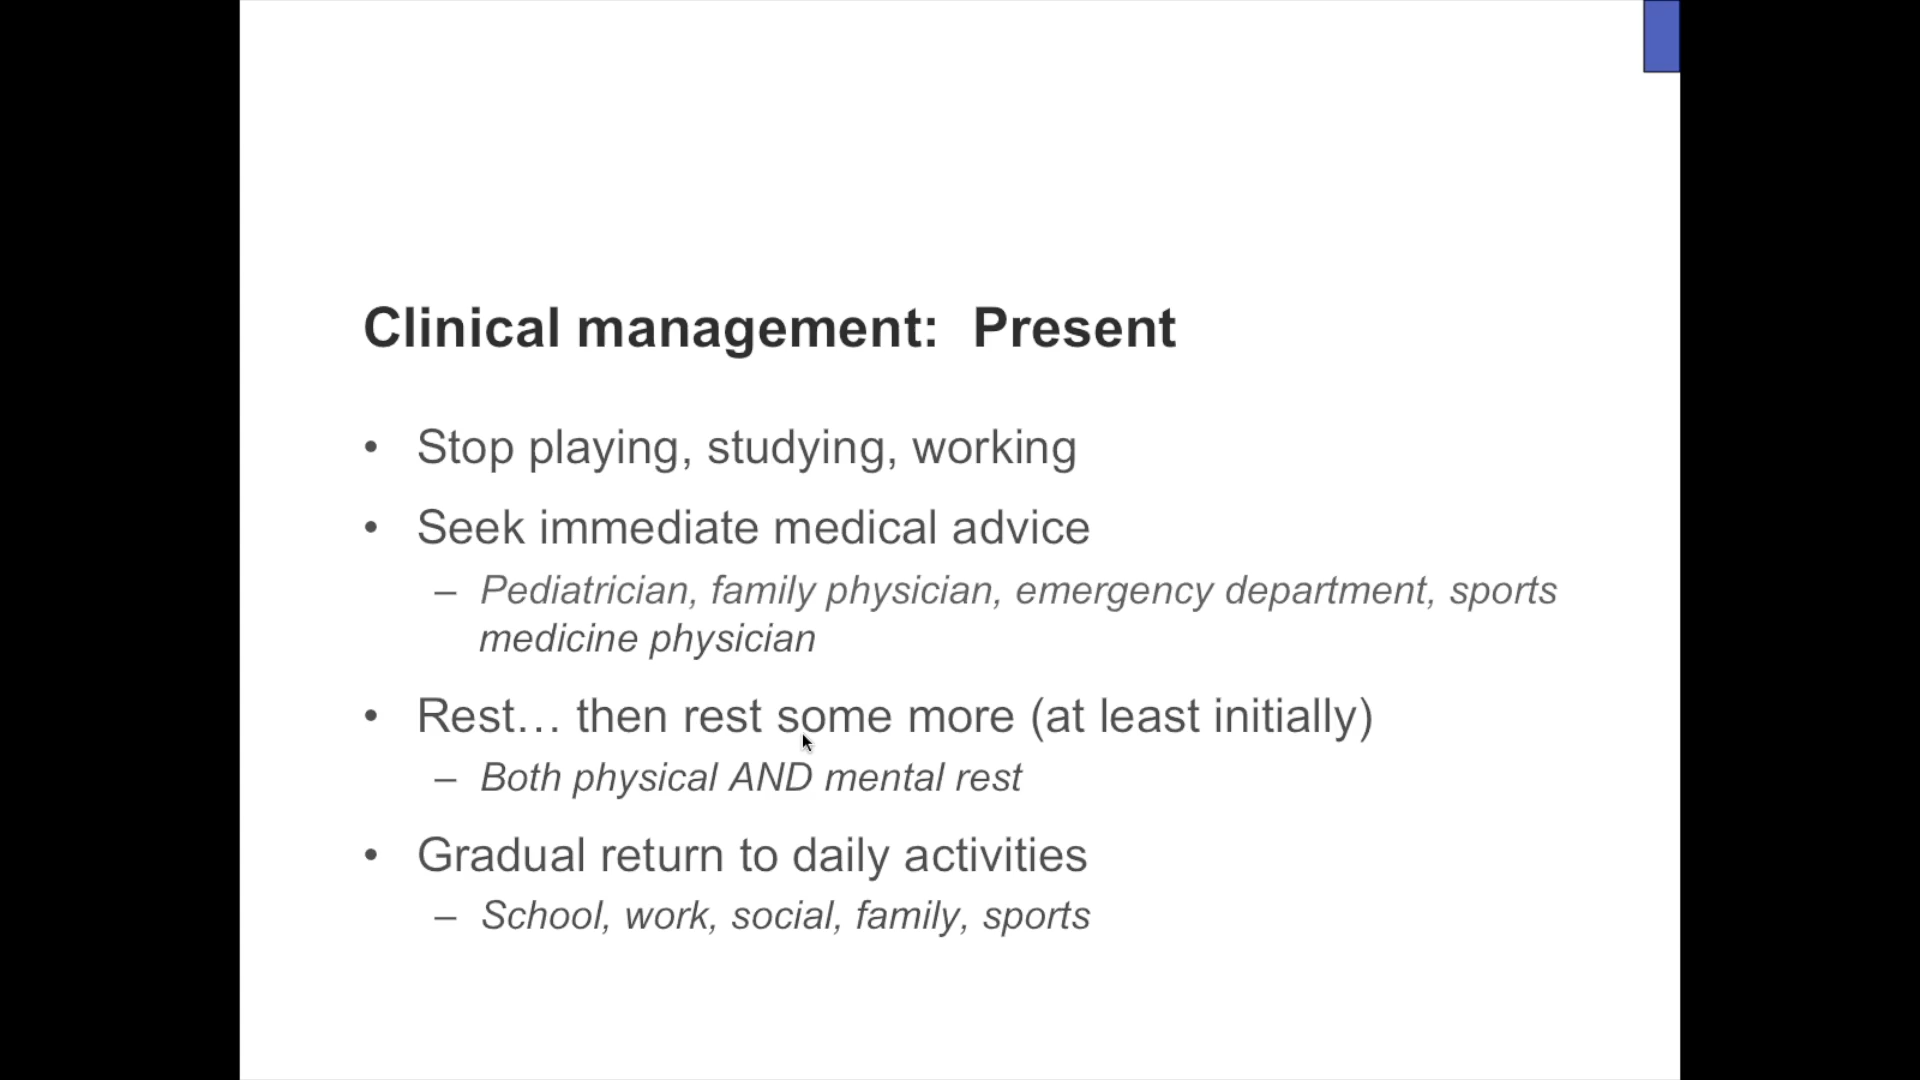 Clinical management:  Present
• Stop playing, studying, working
• Seek immediate medical advice
– Pediatrician, family physician, emergency department, sports
medicine physician
• Rest… then rest some more (at least initially)
– Both physical AND mental rest
• Gradual return to daily activities
– School, work, social, family, sports